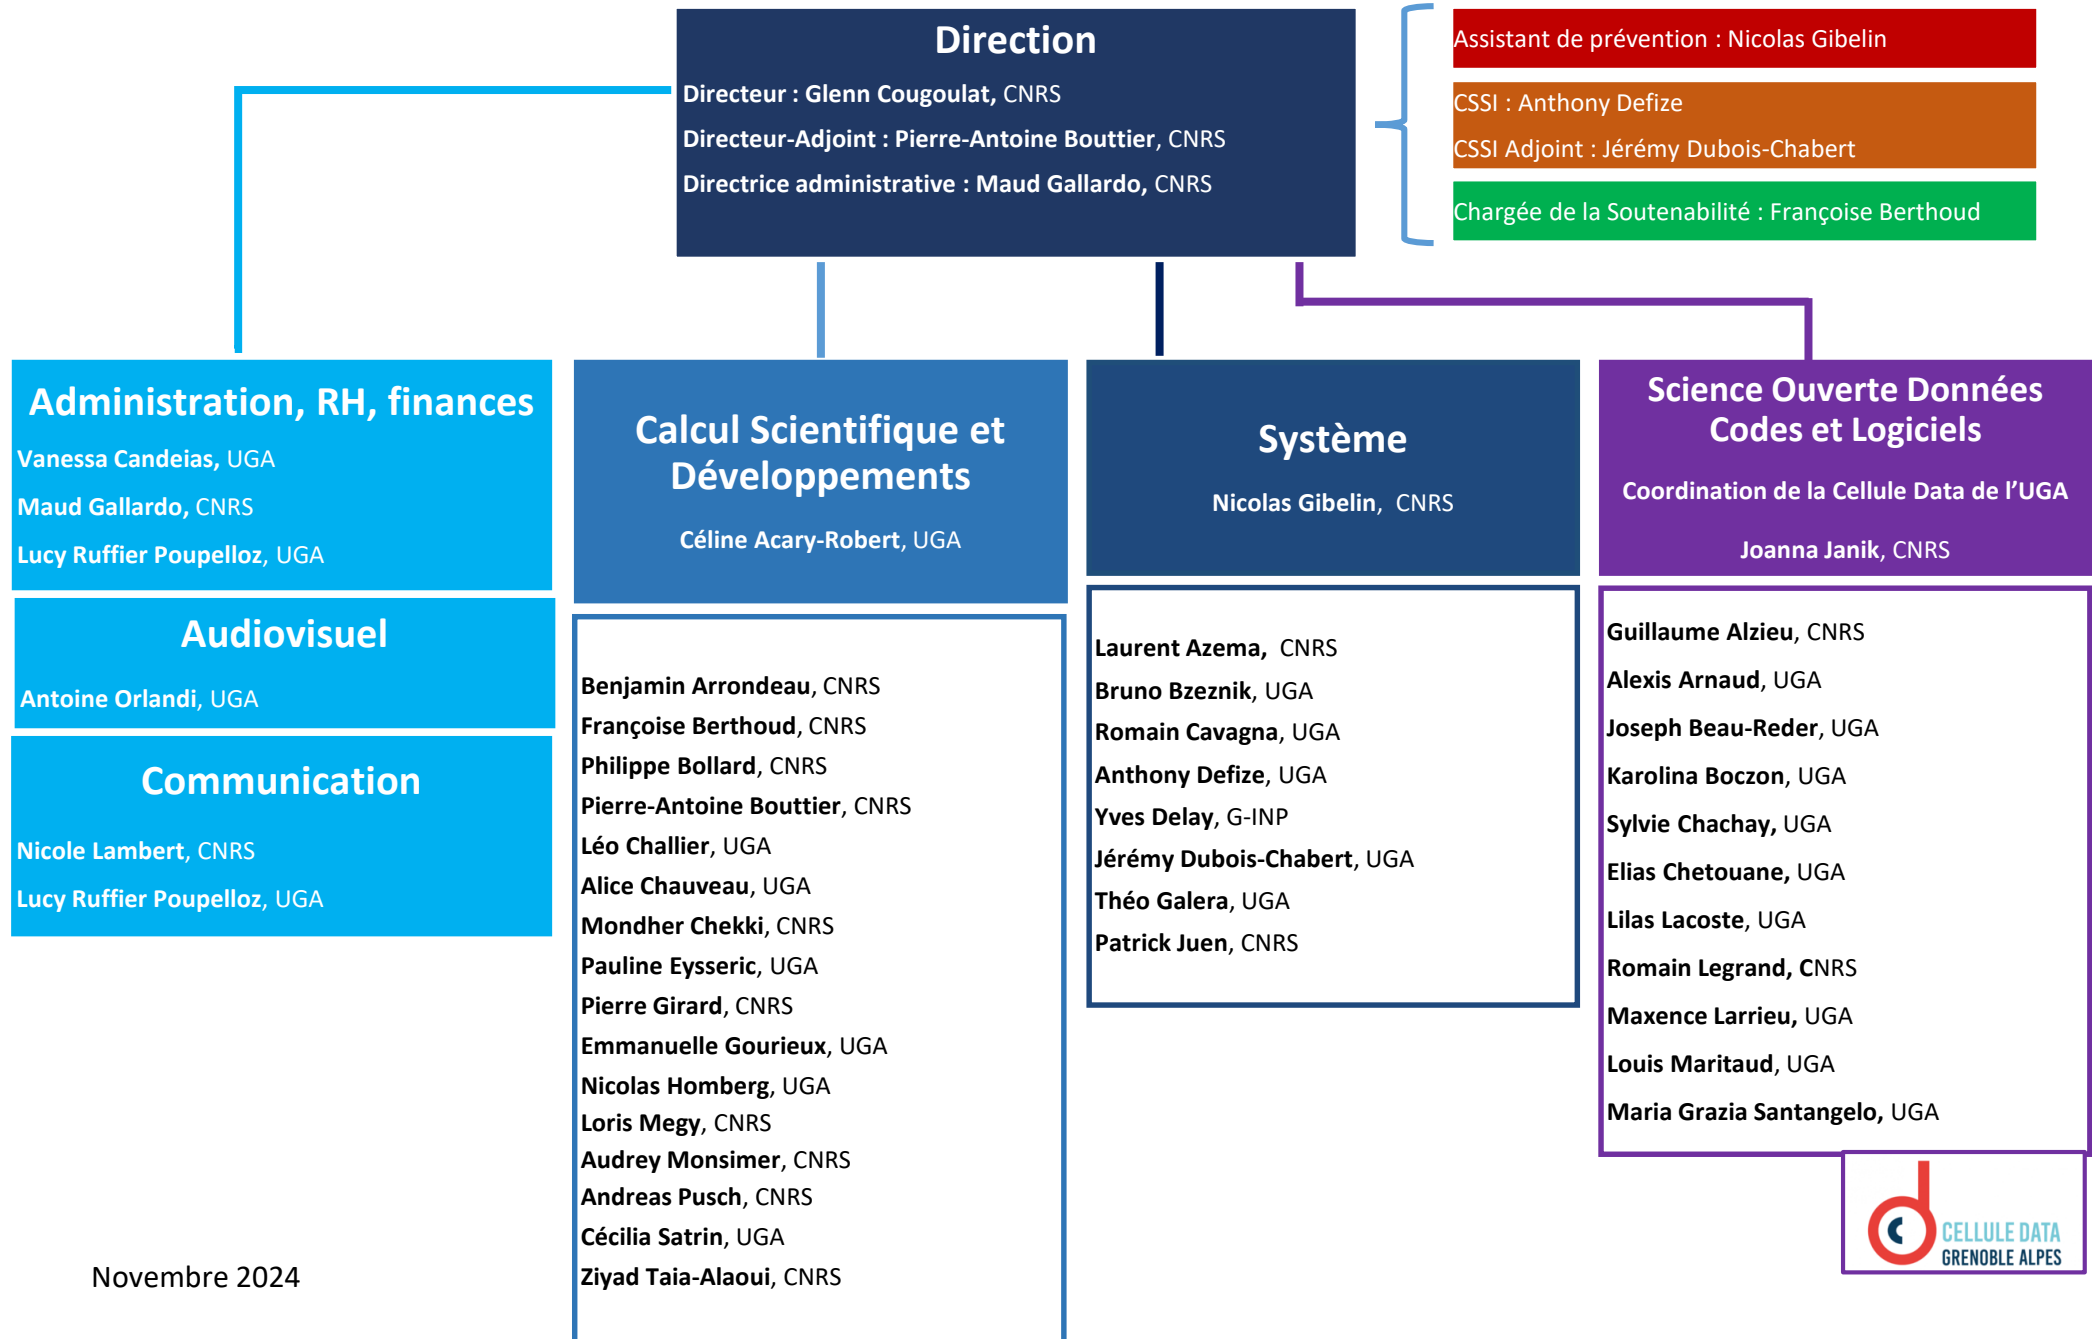 Direction
Directeur : Glenn Cougoulat, CNRS
Directeur-Adjoint : Pierre-Antoine Bouttier, CNRS
Directrice administrative : Maud Gallardo, CNRS
Assistant de prévention : Nicolas Gibelin
CSSI : Anthony Defize
CSSI Adjoint : Jérémy Dubois-Chabert
Chargée de la Soutenabilité : Françoise Berthoud
Administration, RH, finances
Vanessa Candeias, UGA
Maud Gallardo, CNRS
Lucy Ruffier Poupelloz, UGA
Audiovisuel
Antoine Orlandi, UGA
Communication
Nicole Lambert, CNRS
Lucy Ruffier Poupelloz, UGA
Calcul Scientifique et
Développements
Céline Acary-Robert, UGA
Benjamin Arrondeau, CNRS
Françoise Berthoud, CNRS
Philippe Bollard, CNRS
Pierre-Antoine Bouttier, CNRS
Léo Challier, UGA
Alice Chauveau, UGA
Mondher Chekki, CNRS
Pauline Eysseric, UGA
Pierre Girard, CNRS
Emmanuelle Gourieux, UGA
Nicolas Homberg, UGA
Loris Megy, CNRS
Audrey Monsimer, CNRS
Andreas Pusch, CNRS
Cécilia Satrin, UGA
Ziyad Taia-Alaoui, CNRS
Système
Nicolas Gibelin, CNRS
Laurent Azema, CNRS
Bruno Bzeznik, UGA
Romain Cavagna, UGA
Anthony Defize, UGA
Yves Delay, G-INP
Jérémy Dubois-Chabert, UGA
Théo Galera, UGA
Patrick Juen, CNRS
Science Ouverte Données
Codes et Logiciels
Coordination de la Cellule Data de l’UGA
Joanna Janik, CNRS
Guillaume Alzieu, CNRS
Alexis Arnaud, UGA
Joseph Beau-Reder, UGA
Karolina Boczon, UGA
Sylvie Chachay, UGA
Elias Chetouane, UGA
Lilas Lacoste, UGA
Romain Legrand, CNRS
Maxence Larrieu, UGA
Louis Maritaud, UGA
Maria Grazia Santangelo, UGA
CELLULE DATA
GRENOBLE ALPES
Novembre 2024